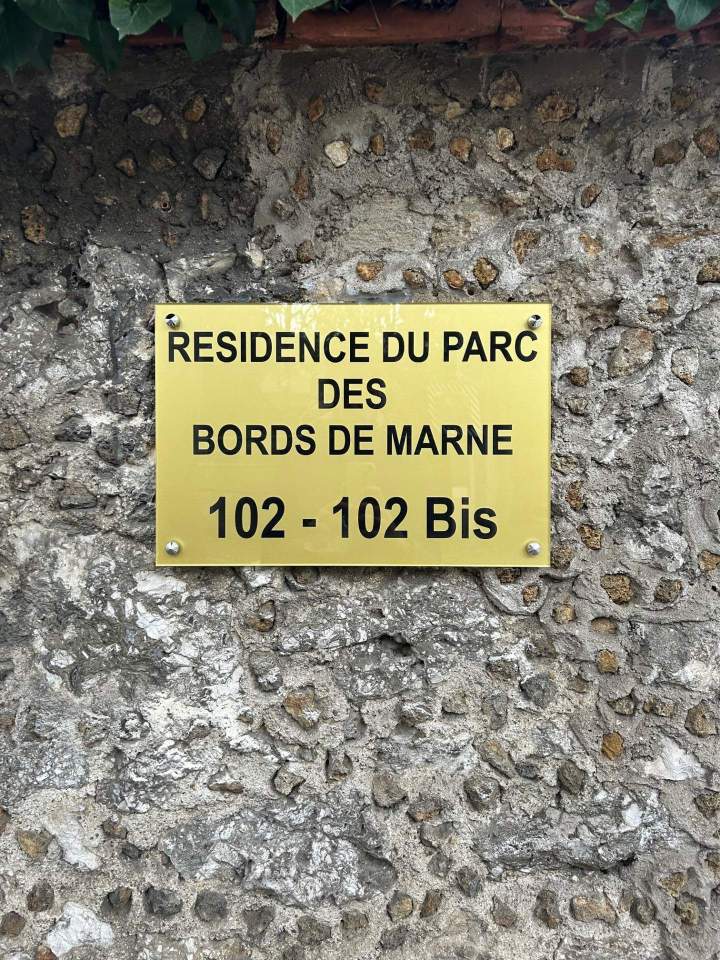 RESIDENCE DU PARC
DES
BORDS DE MARNE
102 - 102 Bis